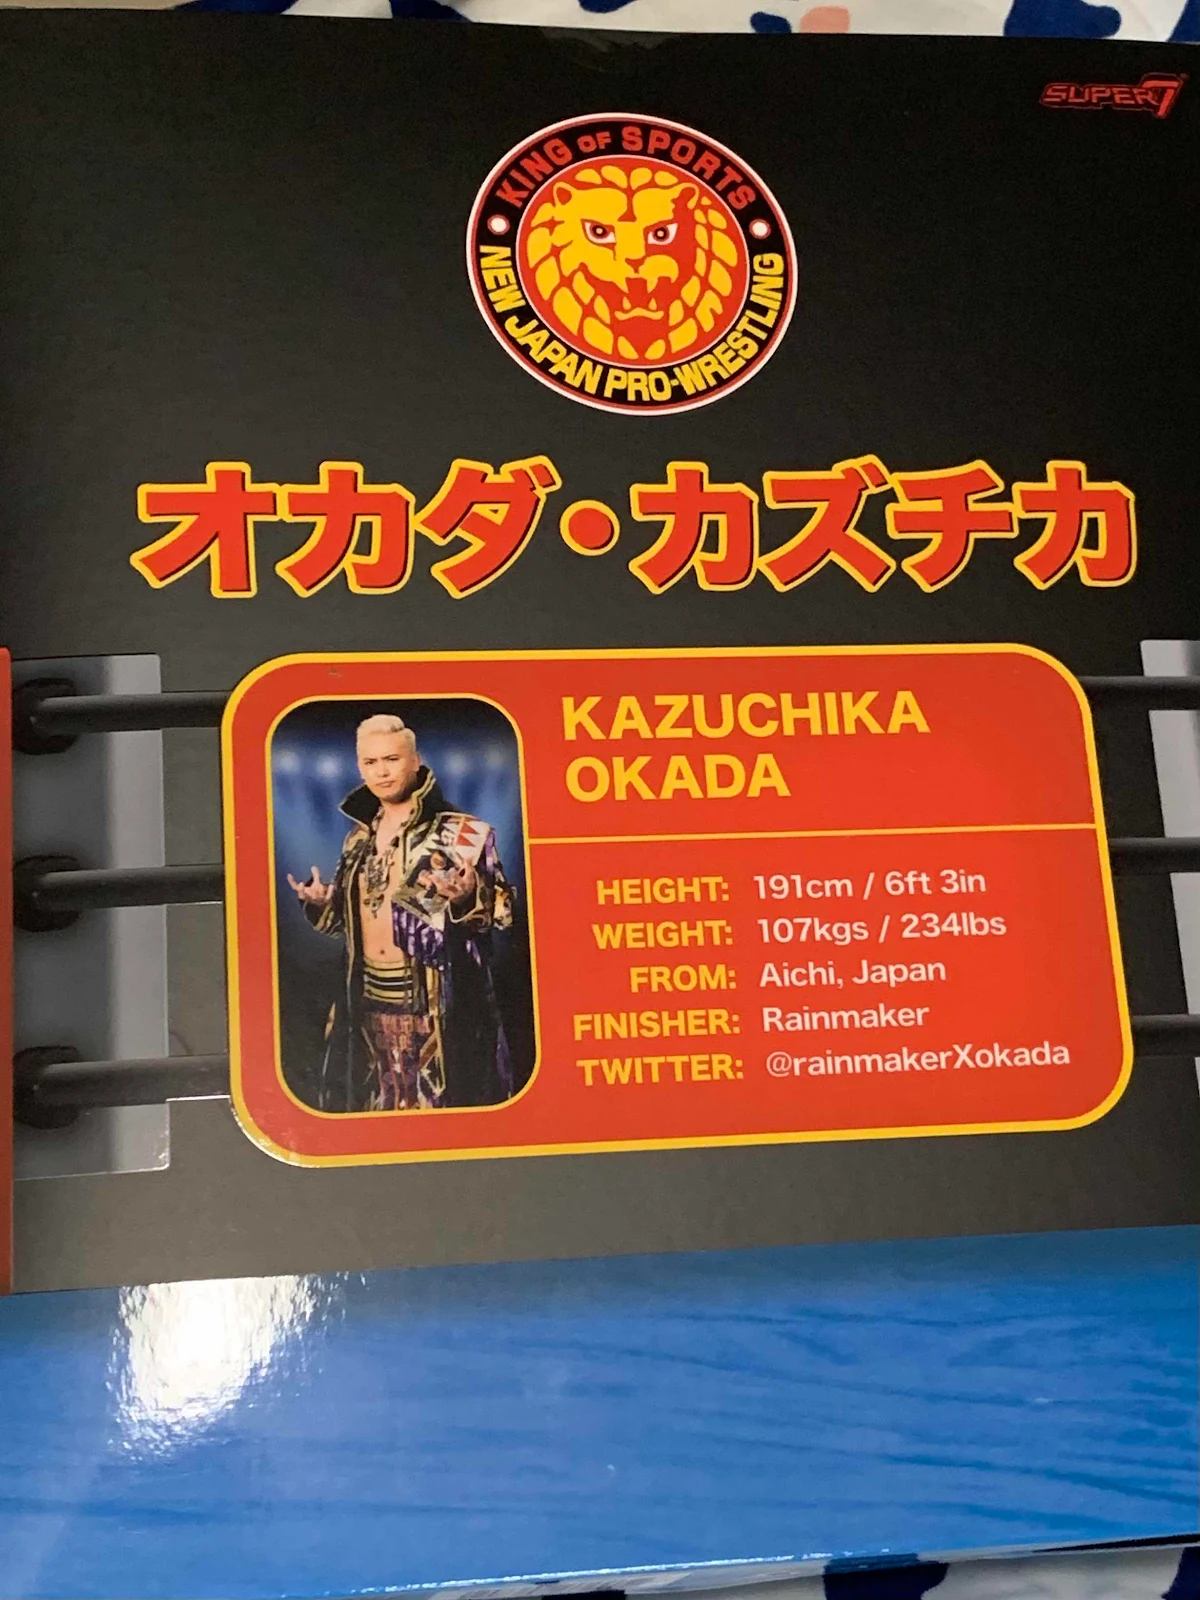 SUPER7
KING OF SPORTS
NEW JAPAN PRO-WRESTLING
オカダ・カズチカ
KAZUCHIKA
OKADA
HEIGHT: 191cm / 6ft 3in
WEIGHT: 107kgs / 234lbs
FROM: Aichi, Japan
FINISHER: Rainmaker
TWITTER: @rainmakerXokada